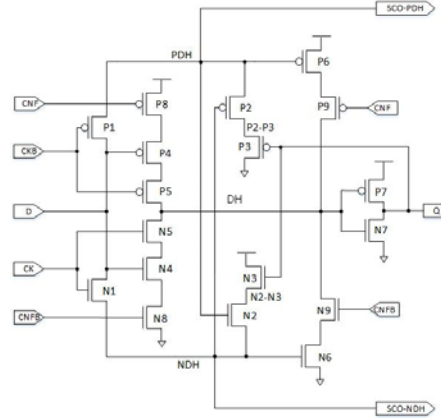 SCO-PDH
PDH
P6
CNF
P8
P2
P9
CNF
P1
P2-P3
CKB
P4
P3
P5
P7
D
DH
Q
N5
N7
CK
N4
N3
N1
N2-N3
CNFB
N8
N2
N9
CNFB
NDH
N6
SCO-NDH